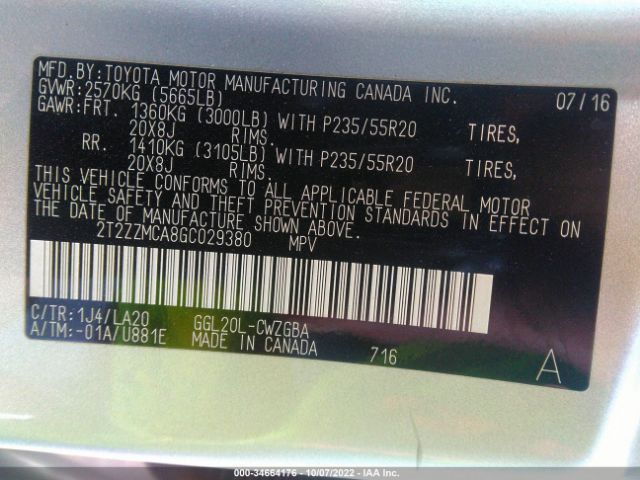 MFD.BY:TOYOTA MOTOR MANUFACTURING CANADA INC. 07/16
GVWR:2570KG (5665LB)
GAWR:FRT. 1360KG (3000LB) WITH P235/55R20 TIRES,
20X8J RIMS.
RR. 1410KG (3105LB) WITH P235/55R20 TIRES,
20X8J RIMS.
THIS VEHICLE CONFORMS TO ALL APPLICABLE FEDERAL MOTOR
VEHICLE SAFETY AND THEFT PREVENTION STANDARDS IN EFFECT ON
THE DATE OF MANUFACTURE SHOWN ABOVE.
2T2ZZMCA8GC029380 MPV
C/TR:1J4/LA20 GGL20L-CWZGBA
A/TM:-01A/U881E MADE IN CANADA 716 A
000-34664176 - 10/07/2022 - IAA Inc.